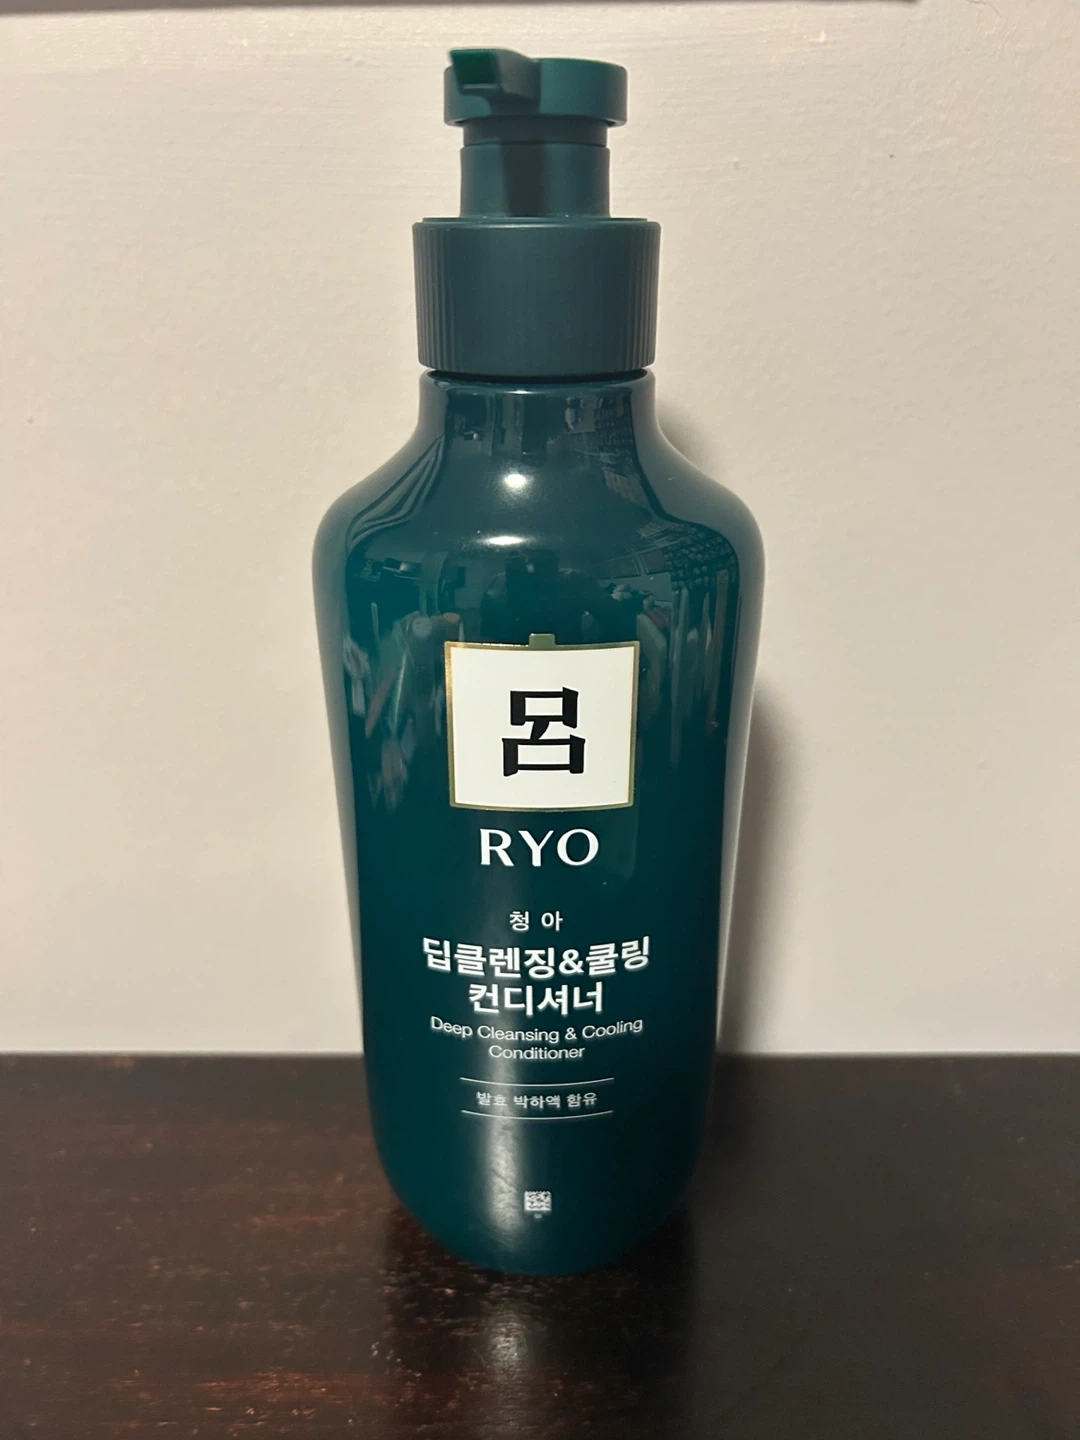 呂
RYO
청아
딥클렌징&쿨링
컨디셔너
Deep Cleansing & Cooling
Conditioner
발효 박하액 함유